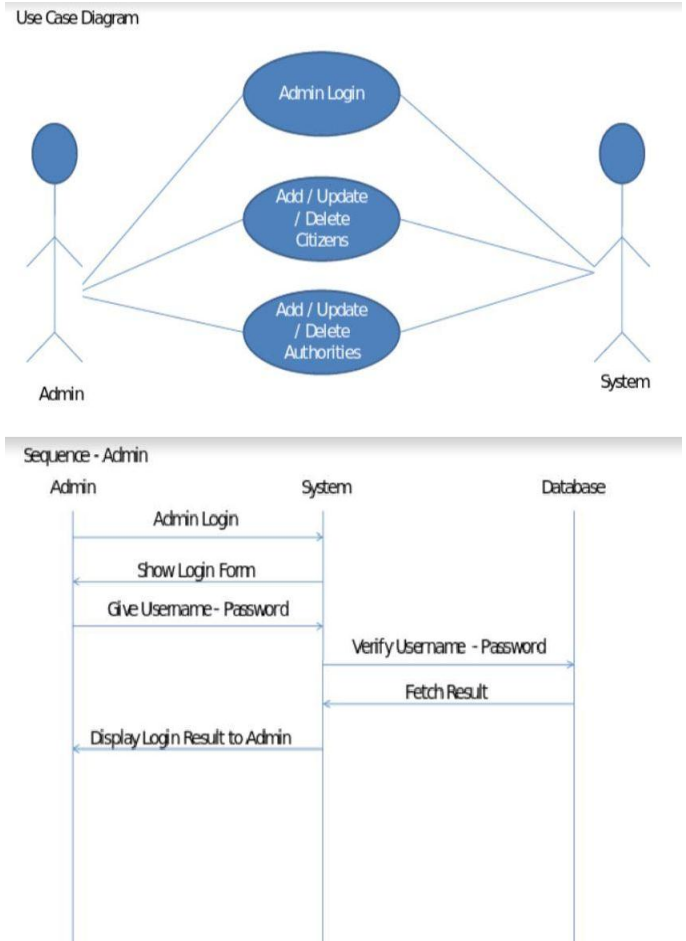 Use Case Diagram
Admin Login
Add / Update
/ Delete
Citizens
Add / Update
/ Delete
Authorities
Admin
System
Sequence - Admin
Admin System Database
Admin Login
Show Login Form
Give Username - Password
Verify Username - Password
Fetch Result
Display Login Result to Admin